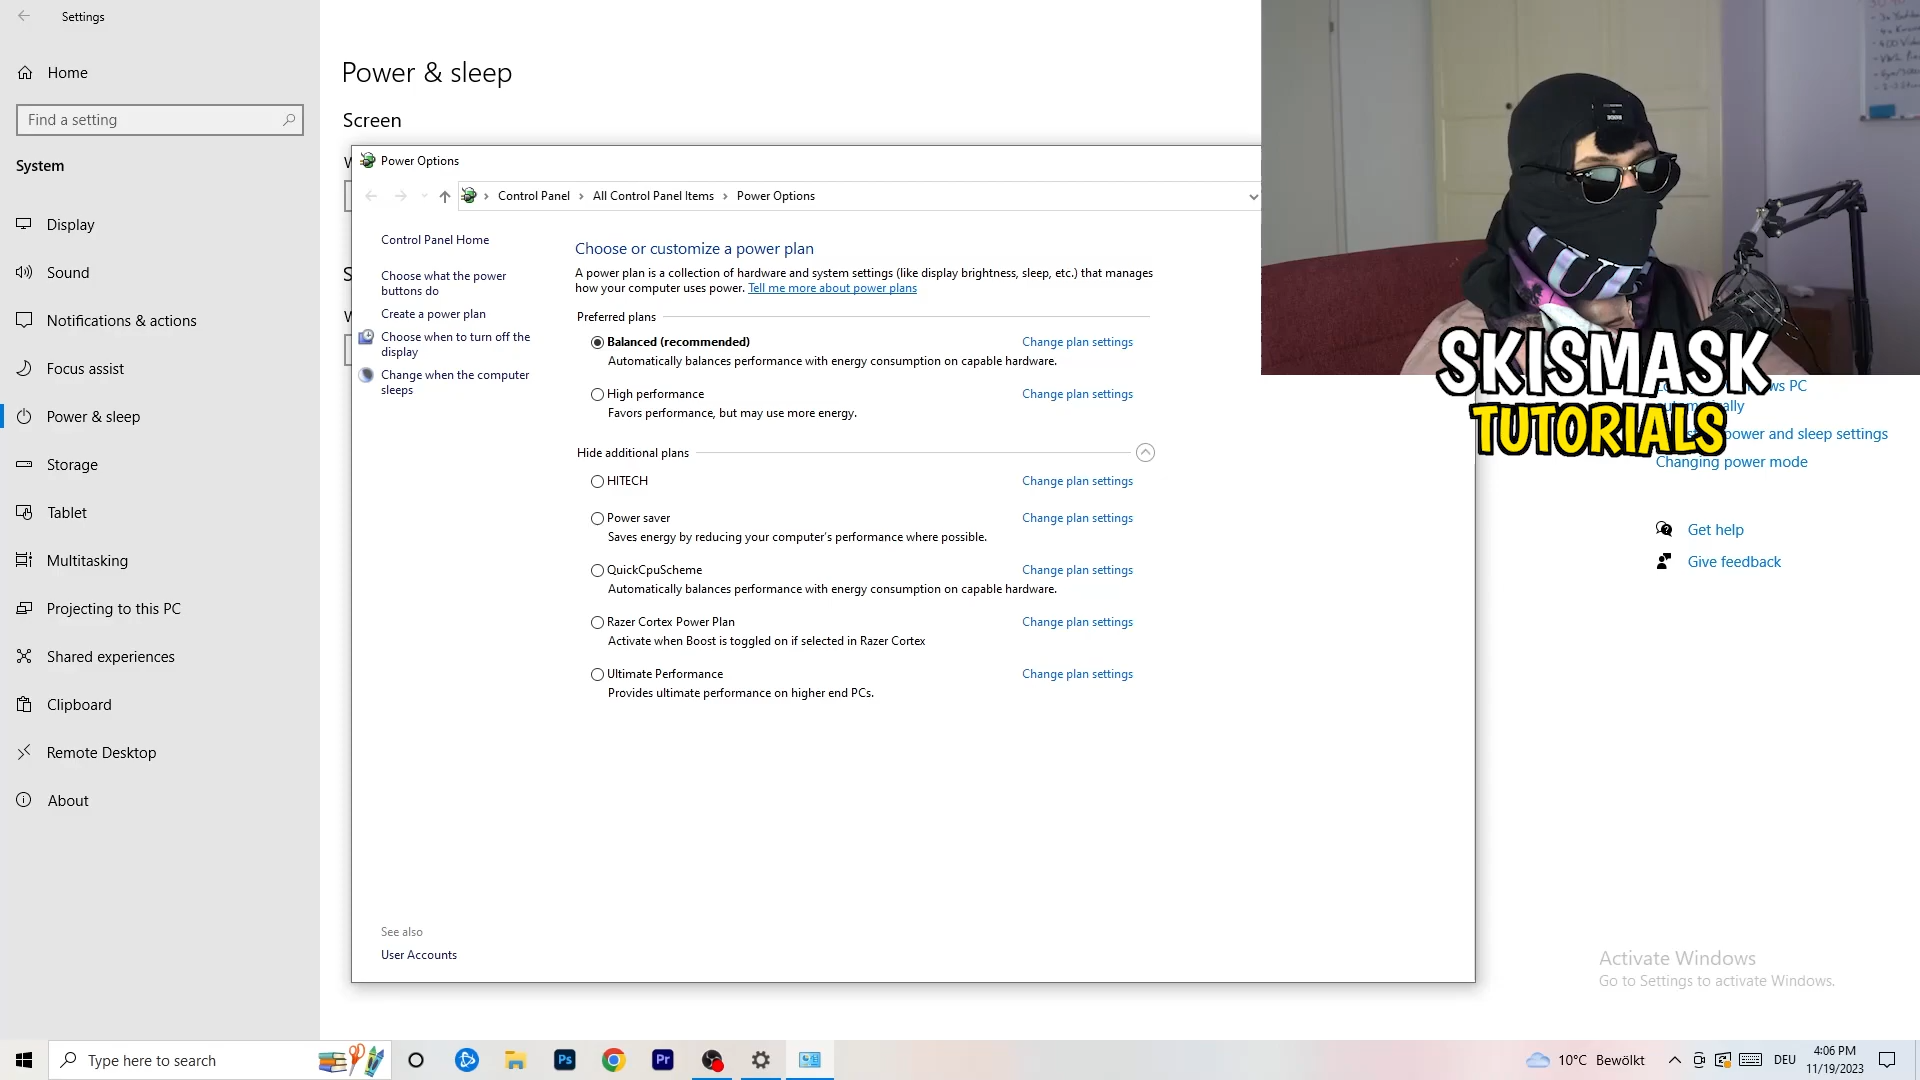 Settings
Home
Find a setting
System
Display
Sound
Notifications & actions
Focus assist
Power & sleep
Storage
Tablet
Multitasking
Projecting to this PC
Shared experiences
Clipboard
Remote Desktop
About
Power & sleep
Screen
Power Options
Control Panel
All Control Panel Items
Power Options
Control Panel Home
Choose what the power
buttons do
Create a power plan
Choose when to turn off the
display
Change when the computer
sleeps
See also
User Accounts
Choose or customize a power plan
A power plan is a collection of hardware and system settings (like display brightness, sleep, etc.) that manages
how your computer uses power. Tell me more about power plans
Preferred plans
Balanced (recommended) Change plan settings
Automatically balances performance with energy consumption on capable hardware.
High performance Change plan settings
Favors performance, but may use more energy.
Hide additional plans
HITECH Change plan settings
Power saver Change plan settings
Saves energy by reducing your computer's performance where possible.
QuickCpuScheme Change plan settings
Automatically balances performance with energy consumption on capable hardware.
Razer Cortex Power Plan Change plan settings
Activate when Boost is toggled on if selected in Razer Cortex
Ultimate Performance Change plan settings
Provides ultimate performance on higher end PCs.
SKISMASK
TUTORIALS
PC
power and sleep settings
Changing power mode
Get help
Give feedback
Activate Windows
Go to Settings to activate Windows.
Type here to search
Ps
Pr
10°C Bewölkt
DEU
4:06 PM
11/19/2023